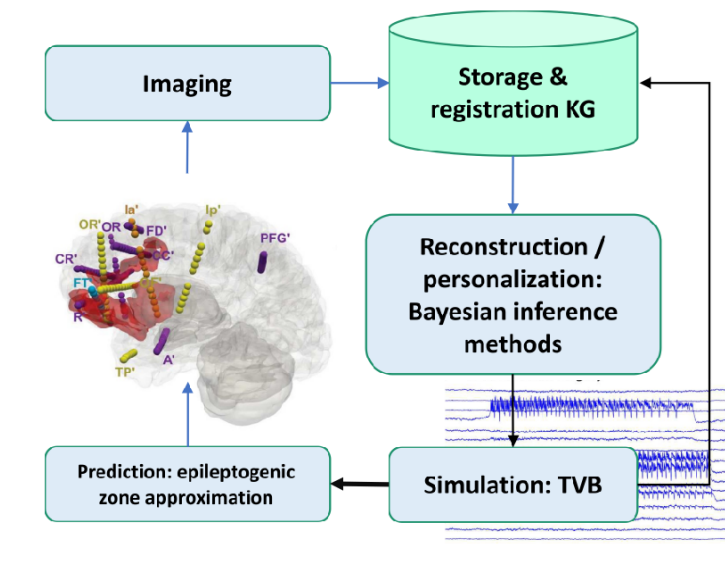 Imaging
Storage &
registration KG
Reconstruction /
personalization:
Bayesian inference
methods
Ia'
Ip'
OR'
OR
FD'
CC'
PFG'
CR'
FT
R
A'
TP'
Prediction: epileptogenic
zone approximation
Simulation: TVB